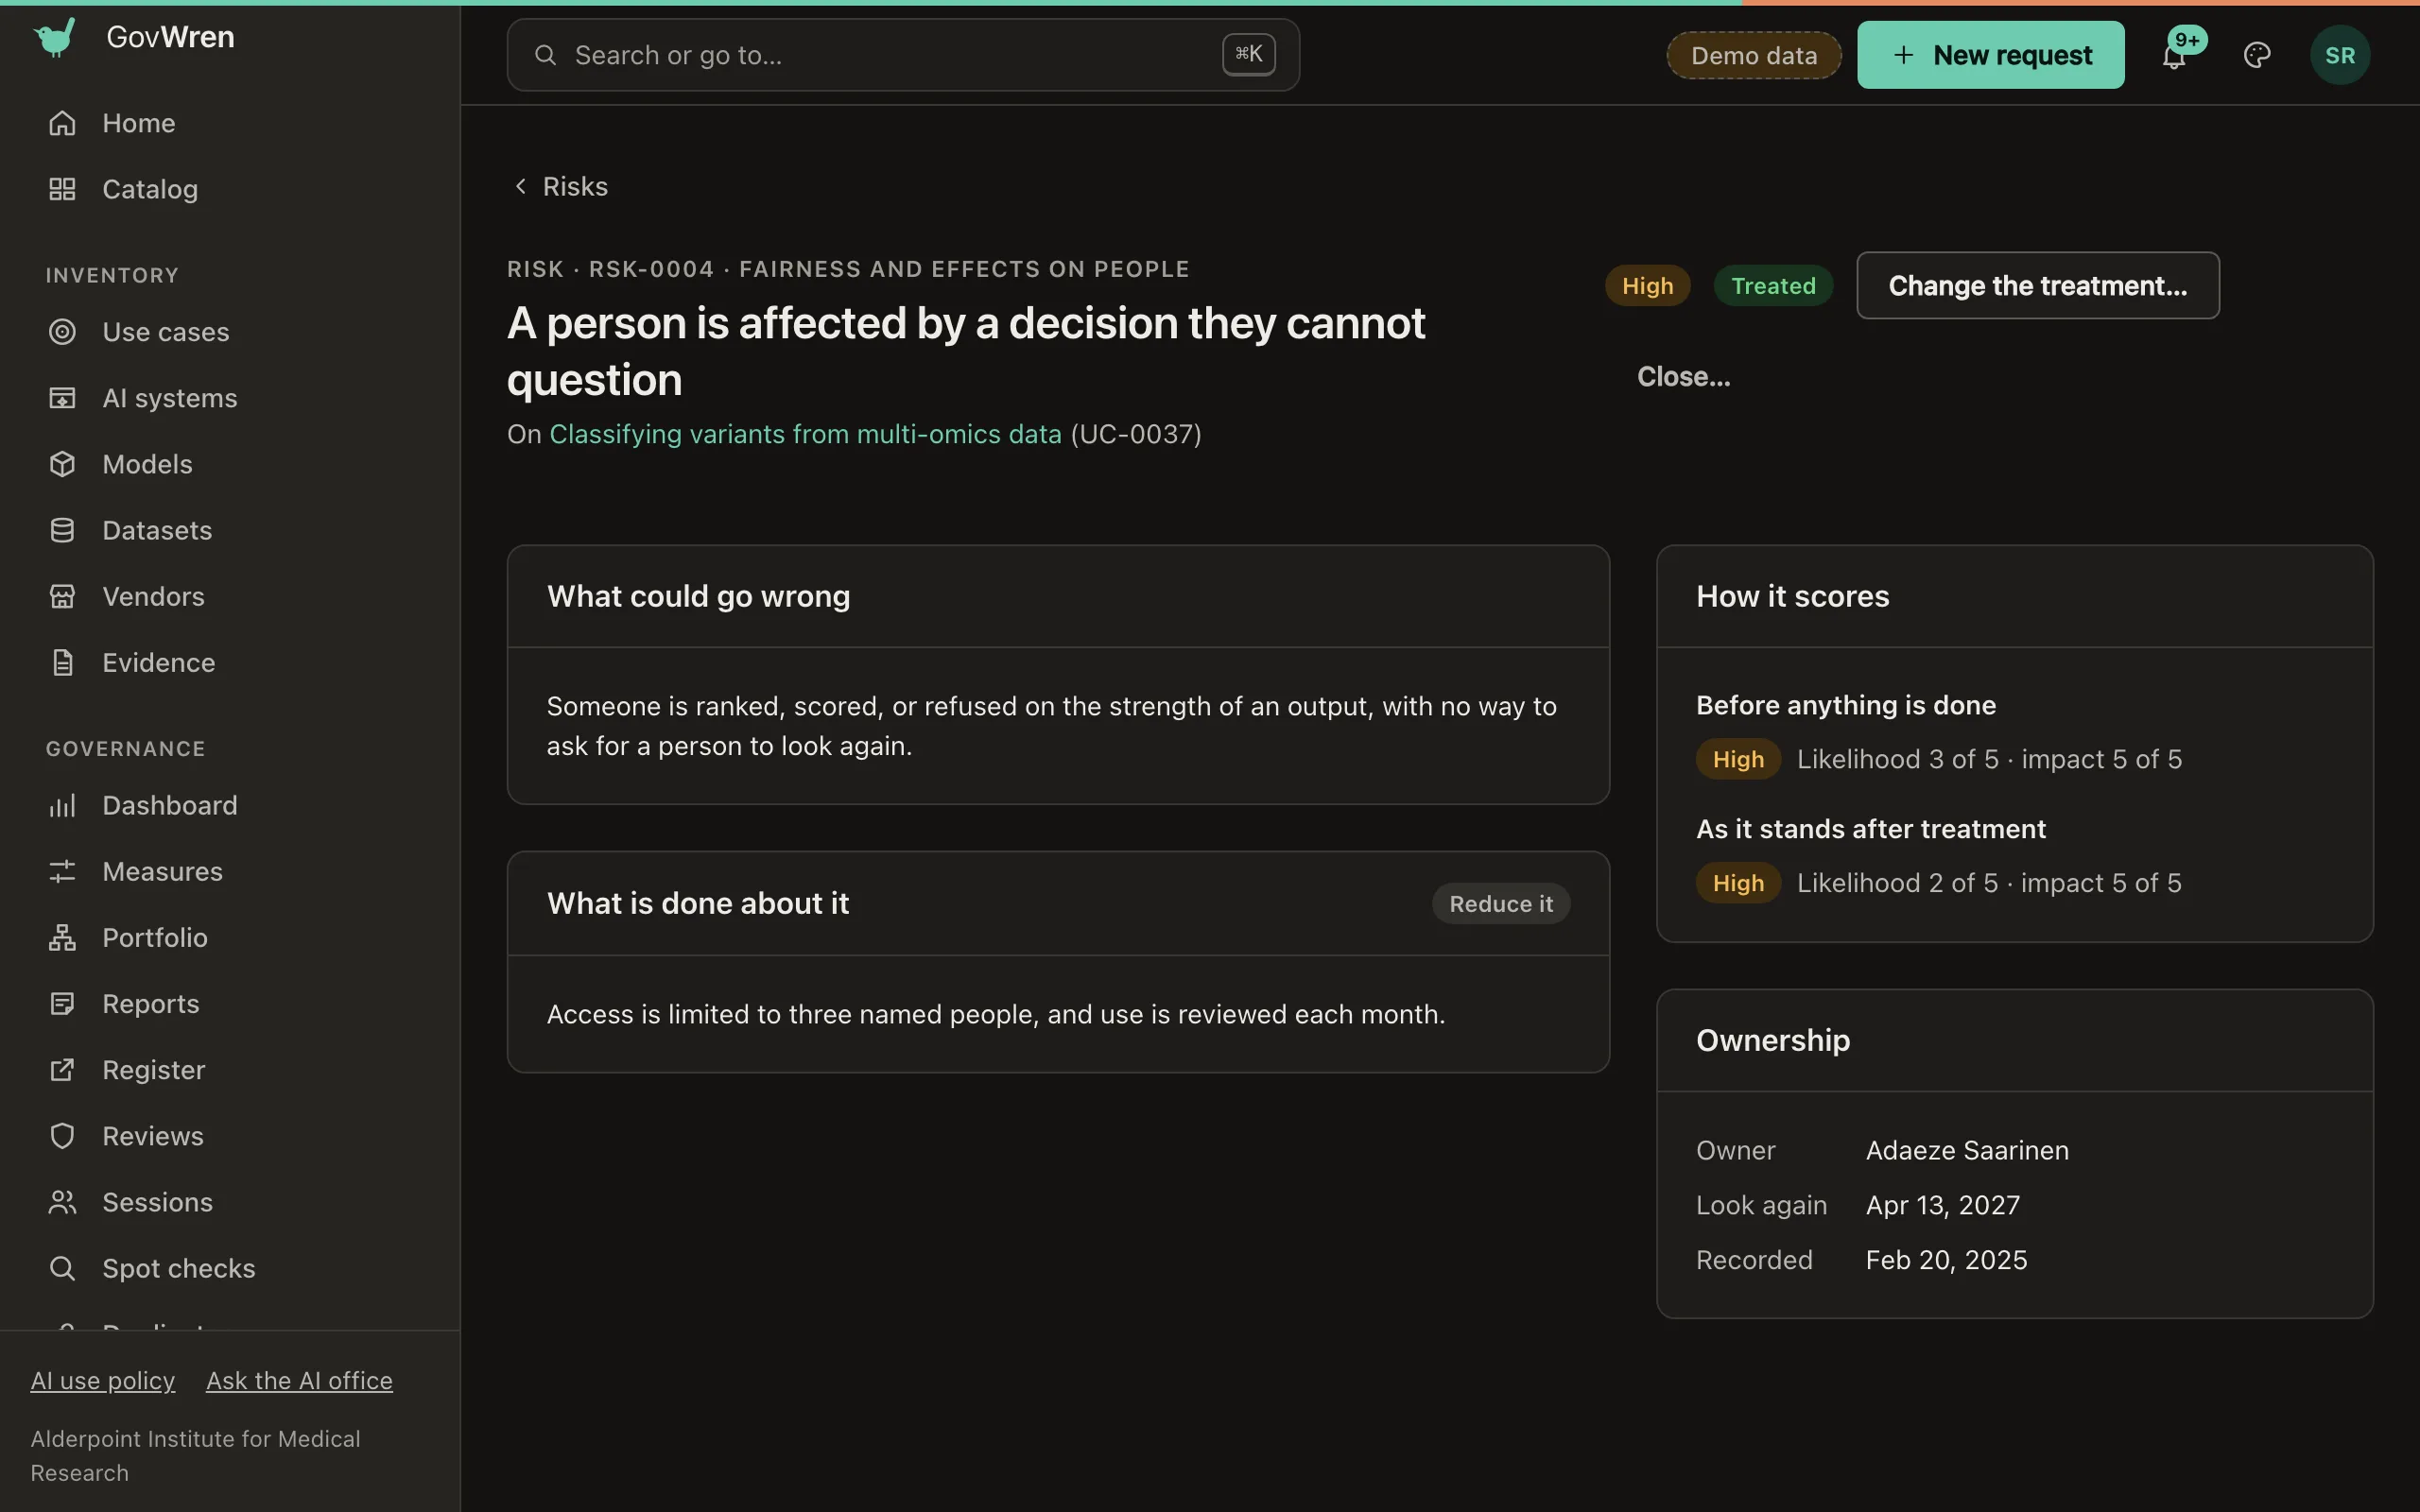 GovWren
Search or go to...
⌘K
Demo data
+ New request
9+
SR
Home
Catalog
INVENTORY
Use cases
AI systems
Models
Datasets
Vendors
Evidence
GOVERNANCE
Dashboard
Measures
Portfolio
Reports
Register
Reviews
Sessions
Spot checks
AI use policy
Ask the AI office
Alderpoint Institute for Medical
Research
Risks
RISK · RSK-0004 · FAIRNESS AND EFFECTS ON PEOPLE
A person is affected by a decision they cannot
question
On Classifying variants from multi-omics data (UC-0037)
High
Treated
Change the treatment...
Close...
What could go wrong
Someone is ranked, scored, or refused on the strength of an output, with no way to
ask for a person to look again.
What is done about it
Reduce it
Access is limited to three named people, and use is reviewed each month.
How it scores
Before anything is done
High Likelihood 3 of 5 · impact 5 of 5
As it stands after treatment
High Likelihood 2 of 5 · impact 5 of 5
Ownership
Owner Adaeze Saarinen
Look again Apr 13, 2027
Recorded Feb 20, 2025